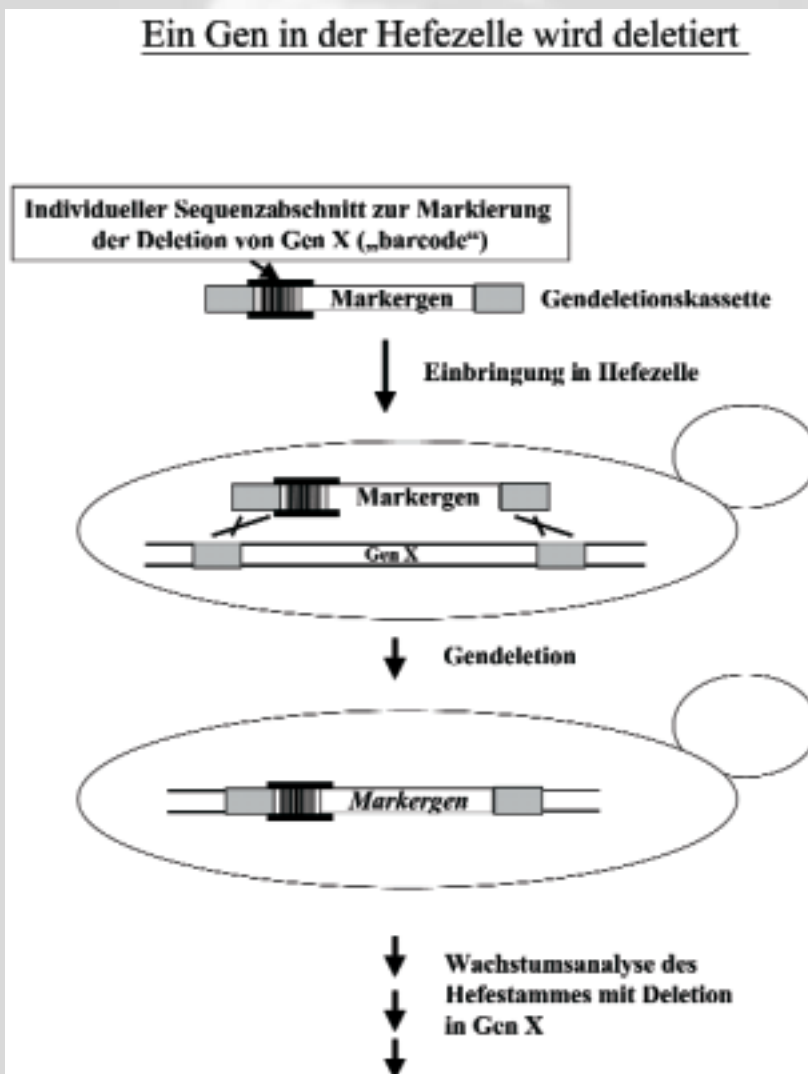 Ein Gen in der Hefezelle wird deletiert
Individueller Sequenzabschnitt zur Markierung
der Deletion von Gen X („barcode“)
Markergen
Gendeletionskassette
Einbringung in Hefezelle
Markergen
Gen X
Gendeletion
Markergen
Wachstumsanalyse des
Hefestammes mit Deletion
in Gen X